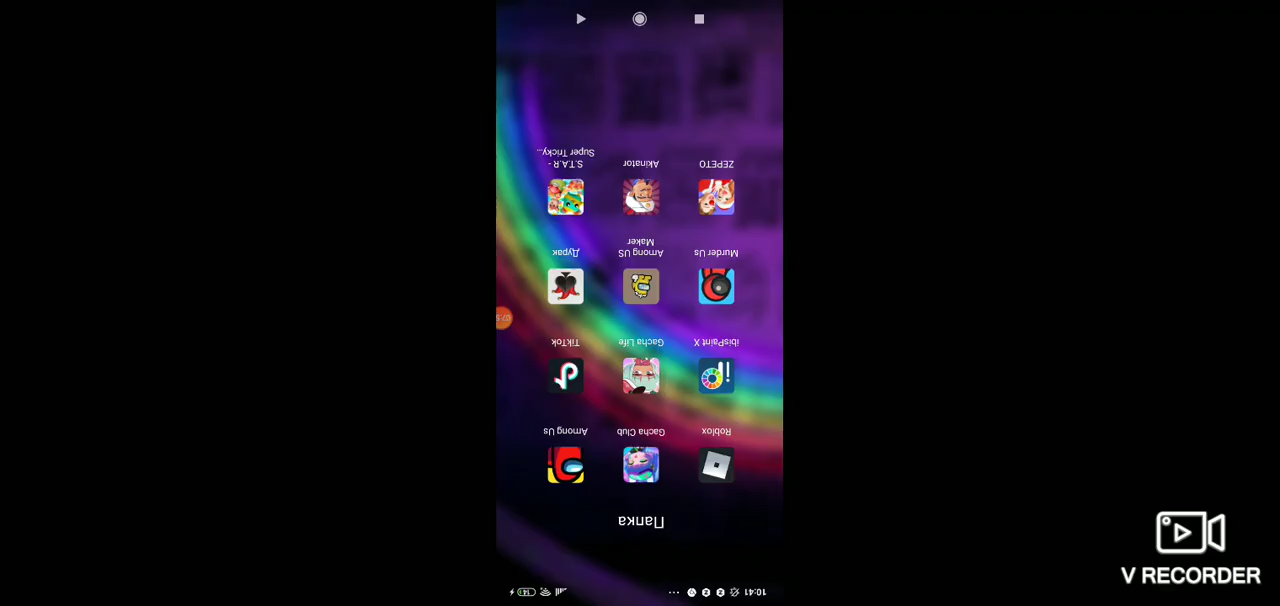 10:41
Папка
Roblox
Gacha Club
Among Us
ibisPaint X
Gacha Life
TikTok
Murder Us
Among US
Maker
Дурак
ZEPETO
Akinator
S.T.A.R -
Super Tricky...
V RECORDER